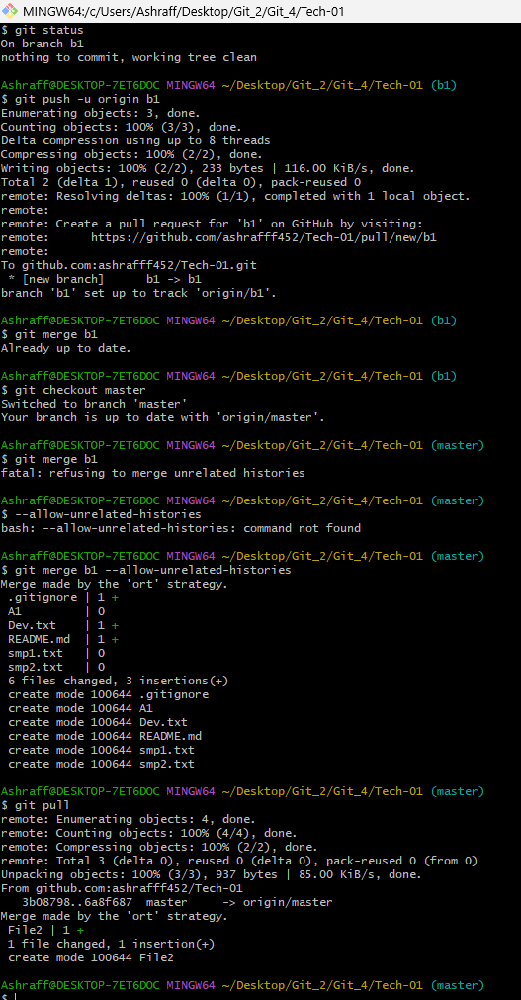 MINGW64:/c/Users/Ashraff/Desktop/Git_2/Git_4/Tech-01
$ git status
On branch b1
nothing to commit, working tree clean
Ashraff@DESKTOP-7ET6DOC MINGW64 ~/Desktop/Git_2/Git_4/Tech-01 (b1)
$ git push -u origin b1
Enumerating objects: 3, done.
Counting objects: 100% (3/3), done.
Delta compression using up to 8 threads
Compressing objects: 100% (2/2), done.
Writing objects: 100% (2/2), 233 bytes | 116.00 KiB/s, done.
Total 2 (delta 1), reused 0 (delta 0), pack-reused 0
remote: Resolving deltas: 100% (1/1), completed with 1 local object.
remote:
remote: Create a pull request for 'b1' on GitHub by visiting:
remote:      https://github.com/ashrafff452/Tech-01/pull/new/b1
remote:
To github.com:ashrafff452/Tech-01.git
 * [new branch]      b1 -> b1
branch 'b1' set up to track 'origin/b1'.
Ashraff@DESKTOP-7ET6DOC MINGW64 ~/Desktop/Git_2/Git_4/Tech-01 (b1)
$ git merge b1
Already up to date.
Ashraff@DESKTOP-7ET6DOC MINGW64 ~/Desktop/Git_2/Git_4/Tech-01 (b1)
$ git checkout master
Switched to branch 'master'
Your branch is up to date with 'origin/master'.
Ashraff@DESKTOP-7ET6DOC MINGW64 ~/Desktop/Git_2/Git_4/Tech-01 (master)
$ git merge b1
fatal: refusing to merge unrelated histories
Ashraff@DESKTOP-7ET6DOC MINGW64 ~/Desktop/Git_2/Git_4/Tech-01 (master)
$ --allow-unrelated-histories
bash: --allow-unrelated-histories: command not found
Ashraff@DESKTOP-7ET6DOC MINGW64 ~/Desktop/Git_2/Git_4/Tech-01 (master)
$ git merge b1 --allow-unrelated-histories
Merge made by the 'ort' strategy.
 .gitignore | 1 +
 A1         | 0
 Dev.txt    | 1 +
 README.md  | 1 +
 smp1.txt   | 0
 smp2.txt   | 0
 6 files changed, 3 insertions(+)
 create mode 100644 .gitignore
 create mode 100644 A1
 create mode 100644 Dev.txt
 create mode 100644 README.md
 create mode 100644 smp1.txt
 create mode 100644 smp2.txt
Ashraff@DESKTOP-7ET6DOC MINGW64 ~/Desktop/Git_2/Git_4/Tech-01 (master)
$ git pull
remote: Enumerating objects: 4, done.
remote: Counting objects: 100% (4/4), done.
remote: Compressing objects: 100% (2/2), done.
remote: Total 3 (delta 0), reused 0 (delta 0), pack-reused 0 (from 0)
Unpacking objects: 100% (3/3), 937 bytes | 85.00 KiB/s, done.
From github.com:ashrafff452/Tech-01
   3b08798..6a8f687  master     -> origin/master
Merge made by the 'ort' strategy.
 File2 | 1 +
 1 file changed, 1 insertion(+)
 create mode 100644 File2
Ashraff@DESKTOP-7ET6DOC MINGW64 ~/Desktop/Git_2/Git_4/Tech-01 (master)
$